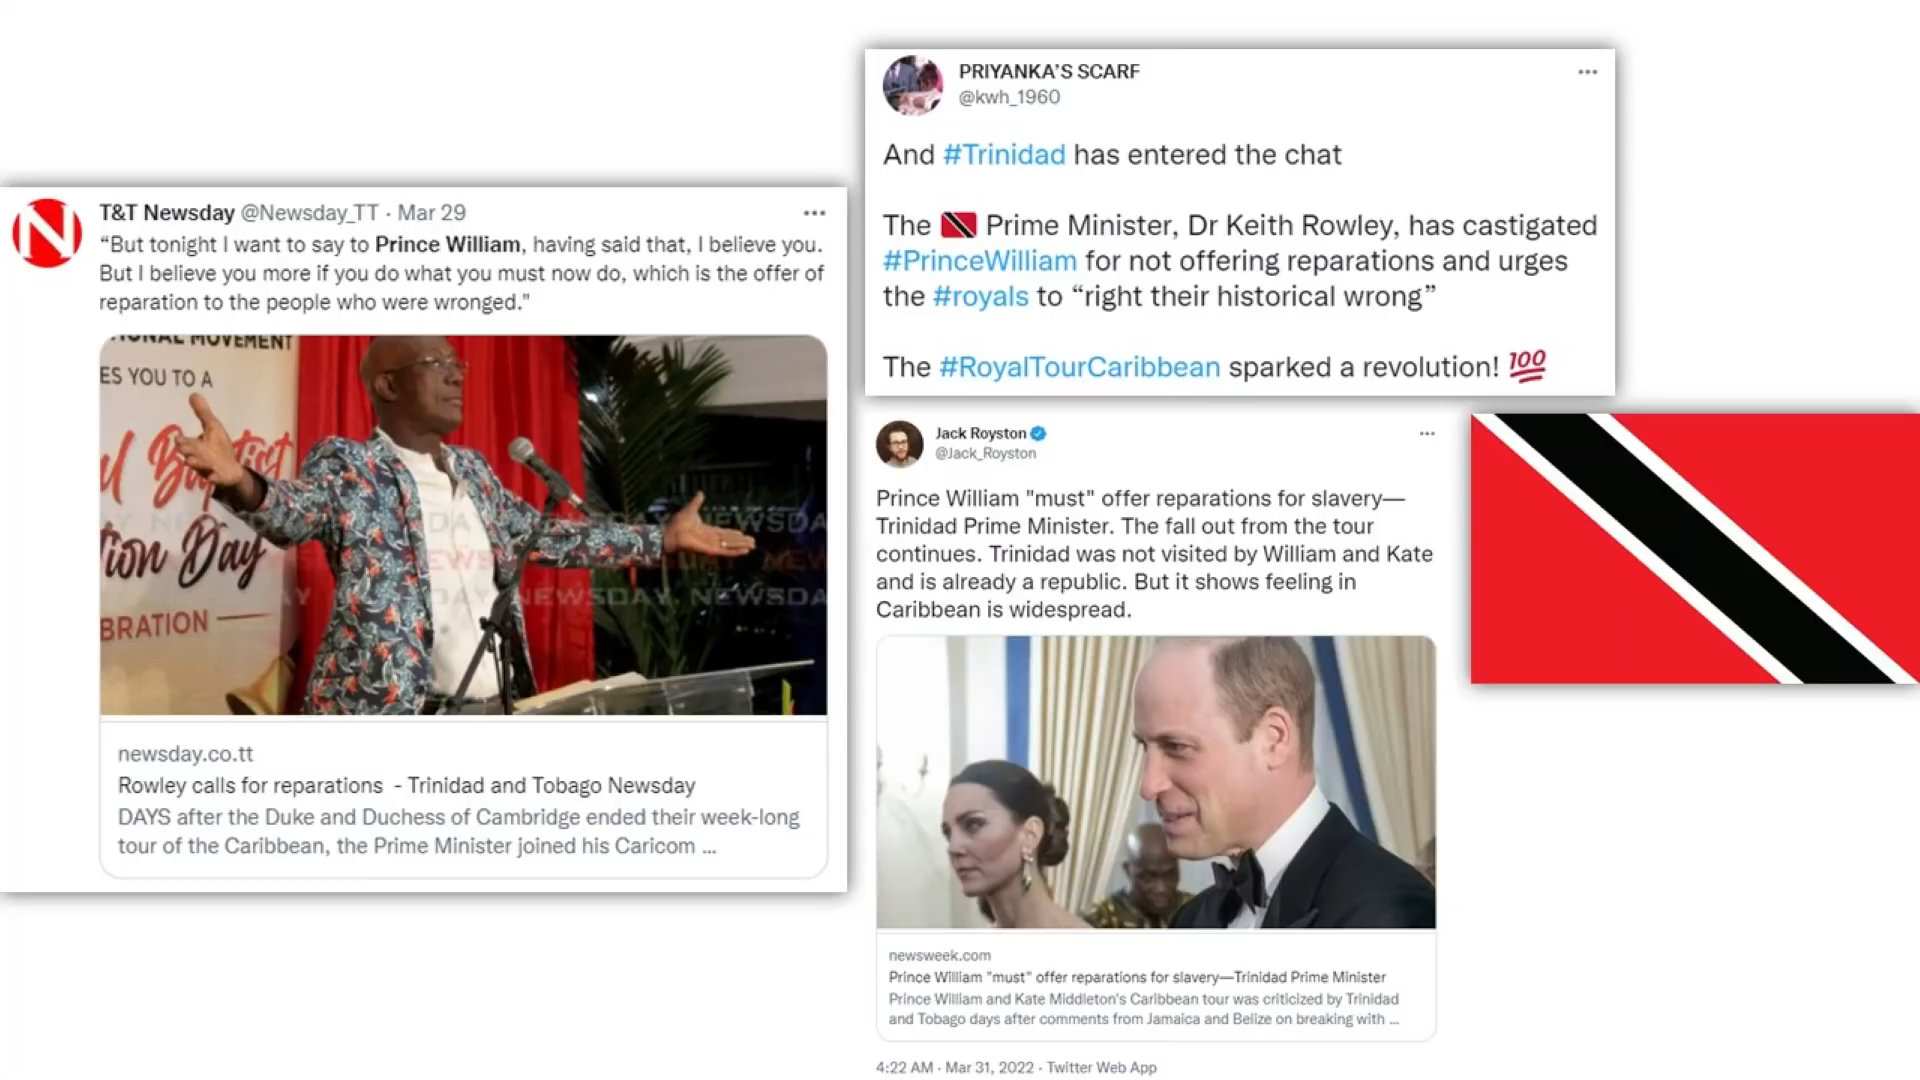 T&T Newsday @Newsday_TT · Mar 29
“But tonight I want to say to Prince William, having said that, I believe you.
But I believe you more if you do what you must now do, which is the offer of
reparation to the people who were wronged."
IONAL MOVEMENT
ES YOU TO A
l Baptist
tion Day
BRATION
NEWSDAY NEWSDA
newsday.co.tt
Rowley calls for reparations - Trinidad and Tobago Newsday
DAYS after the Duke and Duchess of Cambridge ended their week-long
tour of the Caribbean, the Prime Minister joined his Caricom ...
PRIYANKA’S SCARF
@kwh_1960
And #Trinidad has entered the chat
The 🇹🇹 Prime Minister, Dr Keith Rowley, has castigated
#PrinceWilliam for not offering reparations and urges
the #royals to “right their historical wrong”
The #RoyalTourCaribbean sparked a revolution! 💯
Jack Royston
@Jack_Royston
Prince William "must" offer reparations for slavery—
Trinidad Prime Minister. The fall out from the tour
continues. Trinidad was not visited by William and Kate
and is already a republic. But it shows feeling in
Caribbean is widespread.
newsweek.com
Prince William "must" offer reparations for slavery—Trinidad Prime Minister
Prince William and Kate Middleton's Caribbean tour was criticized by Trinidad
and Tobago days after comments from Jamaica and Belize on breaking with ...
4:22 AM · Mar 31, 2022 · Twitter Web App